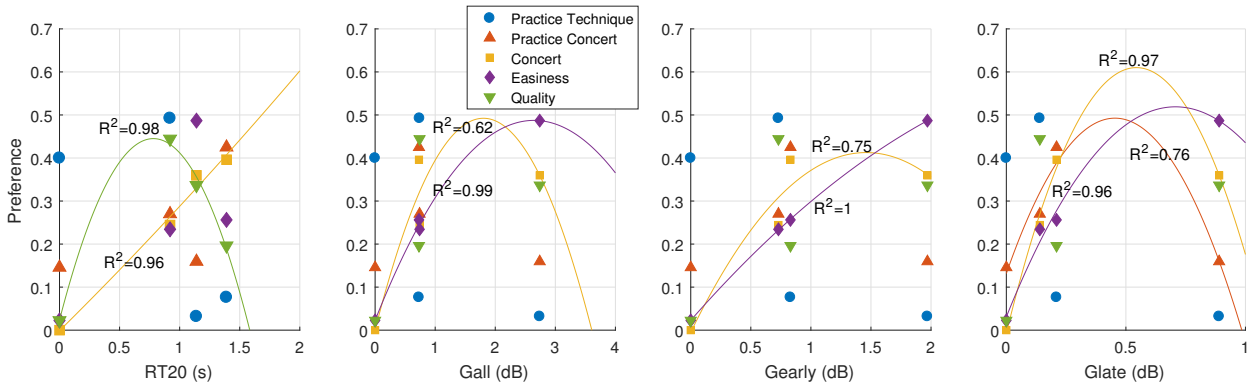 Preference
0.7
0.6
0.5
0.4
0.3
0.2
0.1
0
R²=0.98
R²=0.96
0 0.5 1 1.5 2
RT20 (s)
0.7
0.6
0.5
0.4
0.3
0.2
0.1
0
R²=0.62
R²=0.99
0 1 2 3 4
Gall (dB)
Practice Technique
Practice Concert
Concert
Easiness
Quality
0.7
0.6
0.5
0.4
0.3
0.2
0.1
0
R²=0.75
R²=1
0 1 2
Gearly (dB)
0.7
0.6
0.5
0.4
0.3
0.2
0.1
0
R²=0.97
R²=0.76
R²=0.96
0 0.5 1
Glate (dB)